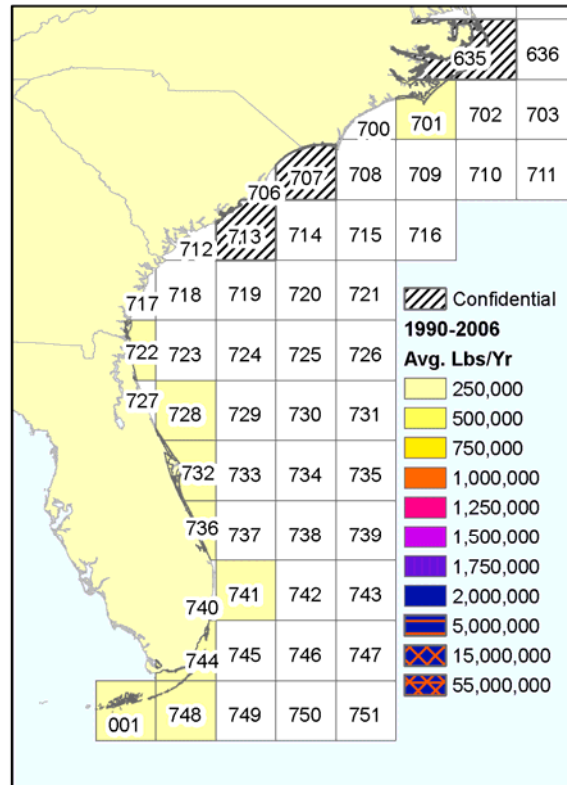 635 636
700 701 702 703
706 707 708 709 710 711
712 713 714 715 716
717 718 719 720 721
722 723 724 725 726
727 728 729 730 731
732 733 734 735
736 737 738 739
740 741 742 743
744 745 746 747
001 748 749 750 751
Confidential
1990-2006
Avg. Lbs/Yr
250,000
500,000
750,000
1,000,000
1,250,000
1,500,000
1,750,000
2,000,000
5,000,000
15,000,000
55,000,000